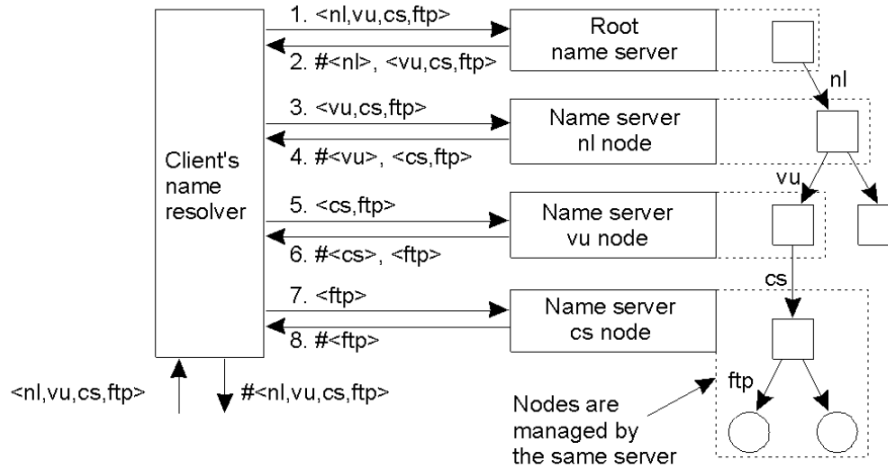 1. <nl,vu,cs,ftp>
Root
name server
2. #<nl>, <vu,cs,ftp>
nl
3. <vu,cs,ftp>
Name server
nl node
4. #<vu>, <cs,ftp>
Client's
name
resolver
vu
5. <cs,ftp>
Name server
vu node
6. #<cs>, <ftp>
cs
7. <ftp>
Name server
cs node
8. #<ftp>
ftp
<nl,vu,cs,ftp>
#<nl,vu,cs,ftp>
Nodes are
managed by
the same server